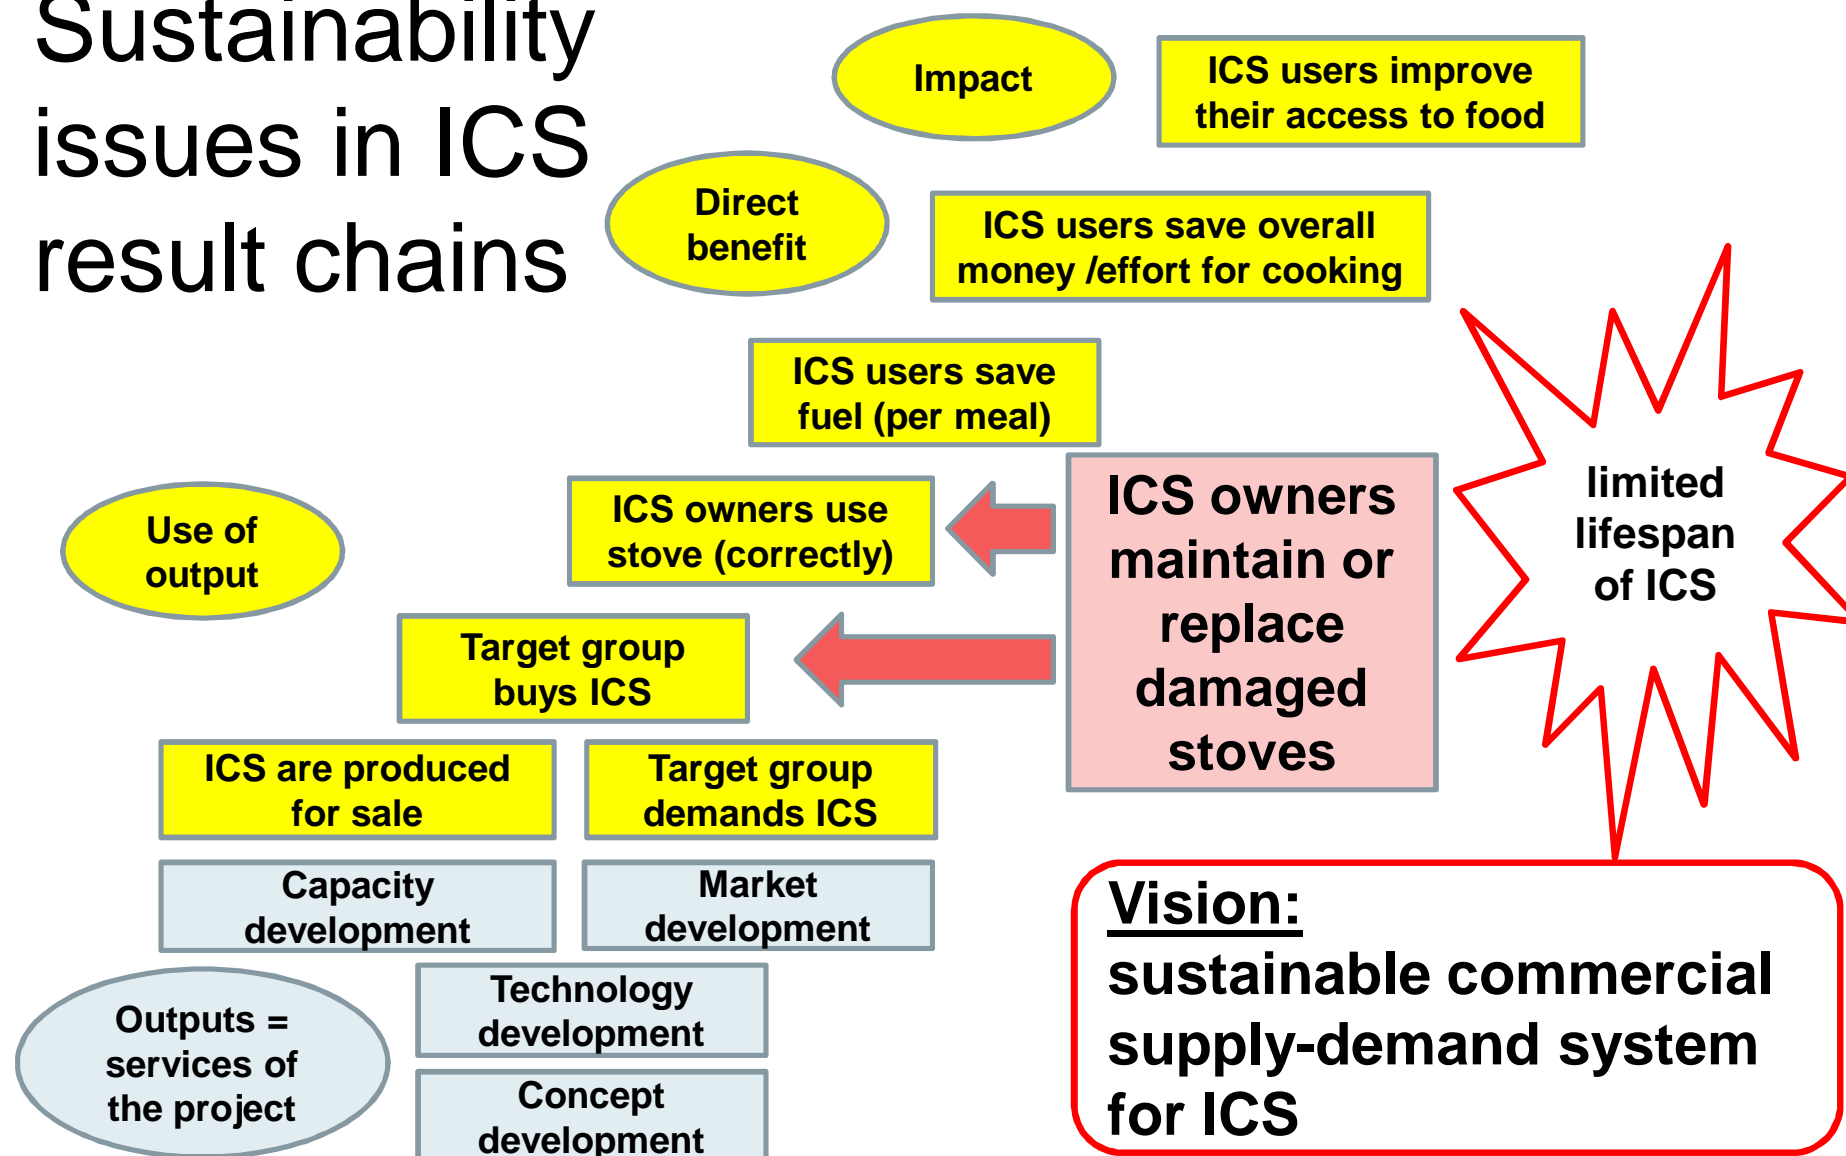 Sustainability
issues in ICS
result chains
Impact
ICS users improve
their access to food
Direct
benefit
ICS users save overall
money /effort for cooking
ICS users save
fuel (per meal)
Use of
output
ICS owners use
stove (correctly)
ICS owners
maintain or
replace
damaged
stoves
limited
lifespan
of ICS
Target group
buys ICS
ICS are produced
for sale
Target group
demands ICS
Capacity
development
Market
development
Outputs =
services of
the project
Technology
development
Concept
development
Vision:
sustainable commercial
supply-demand system
for ICS